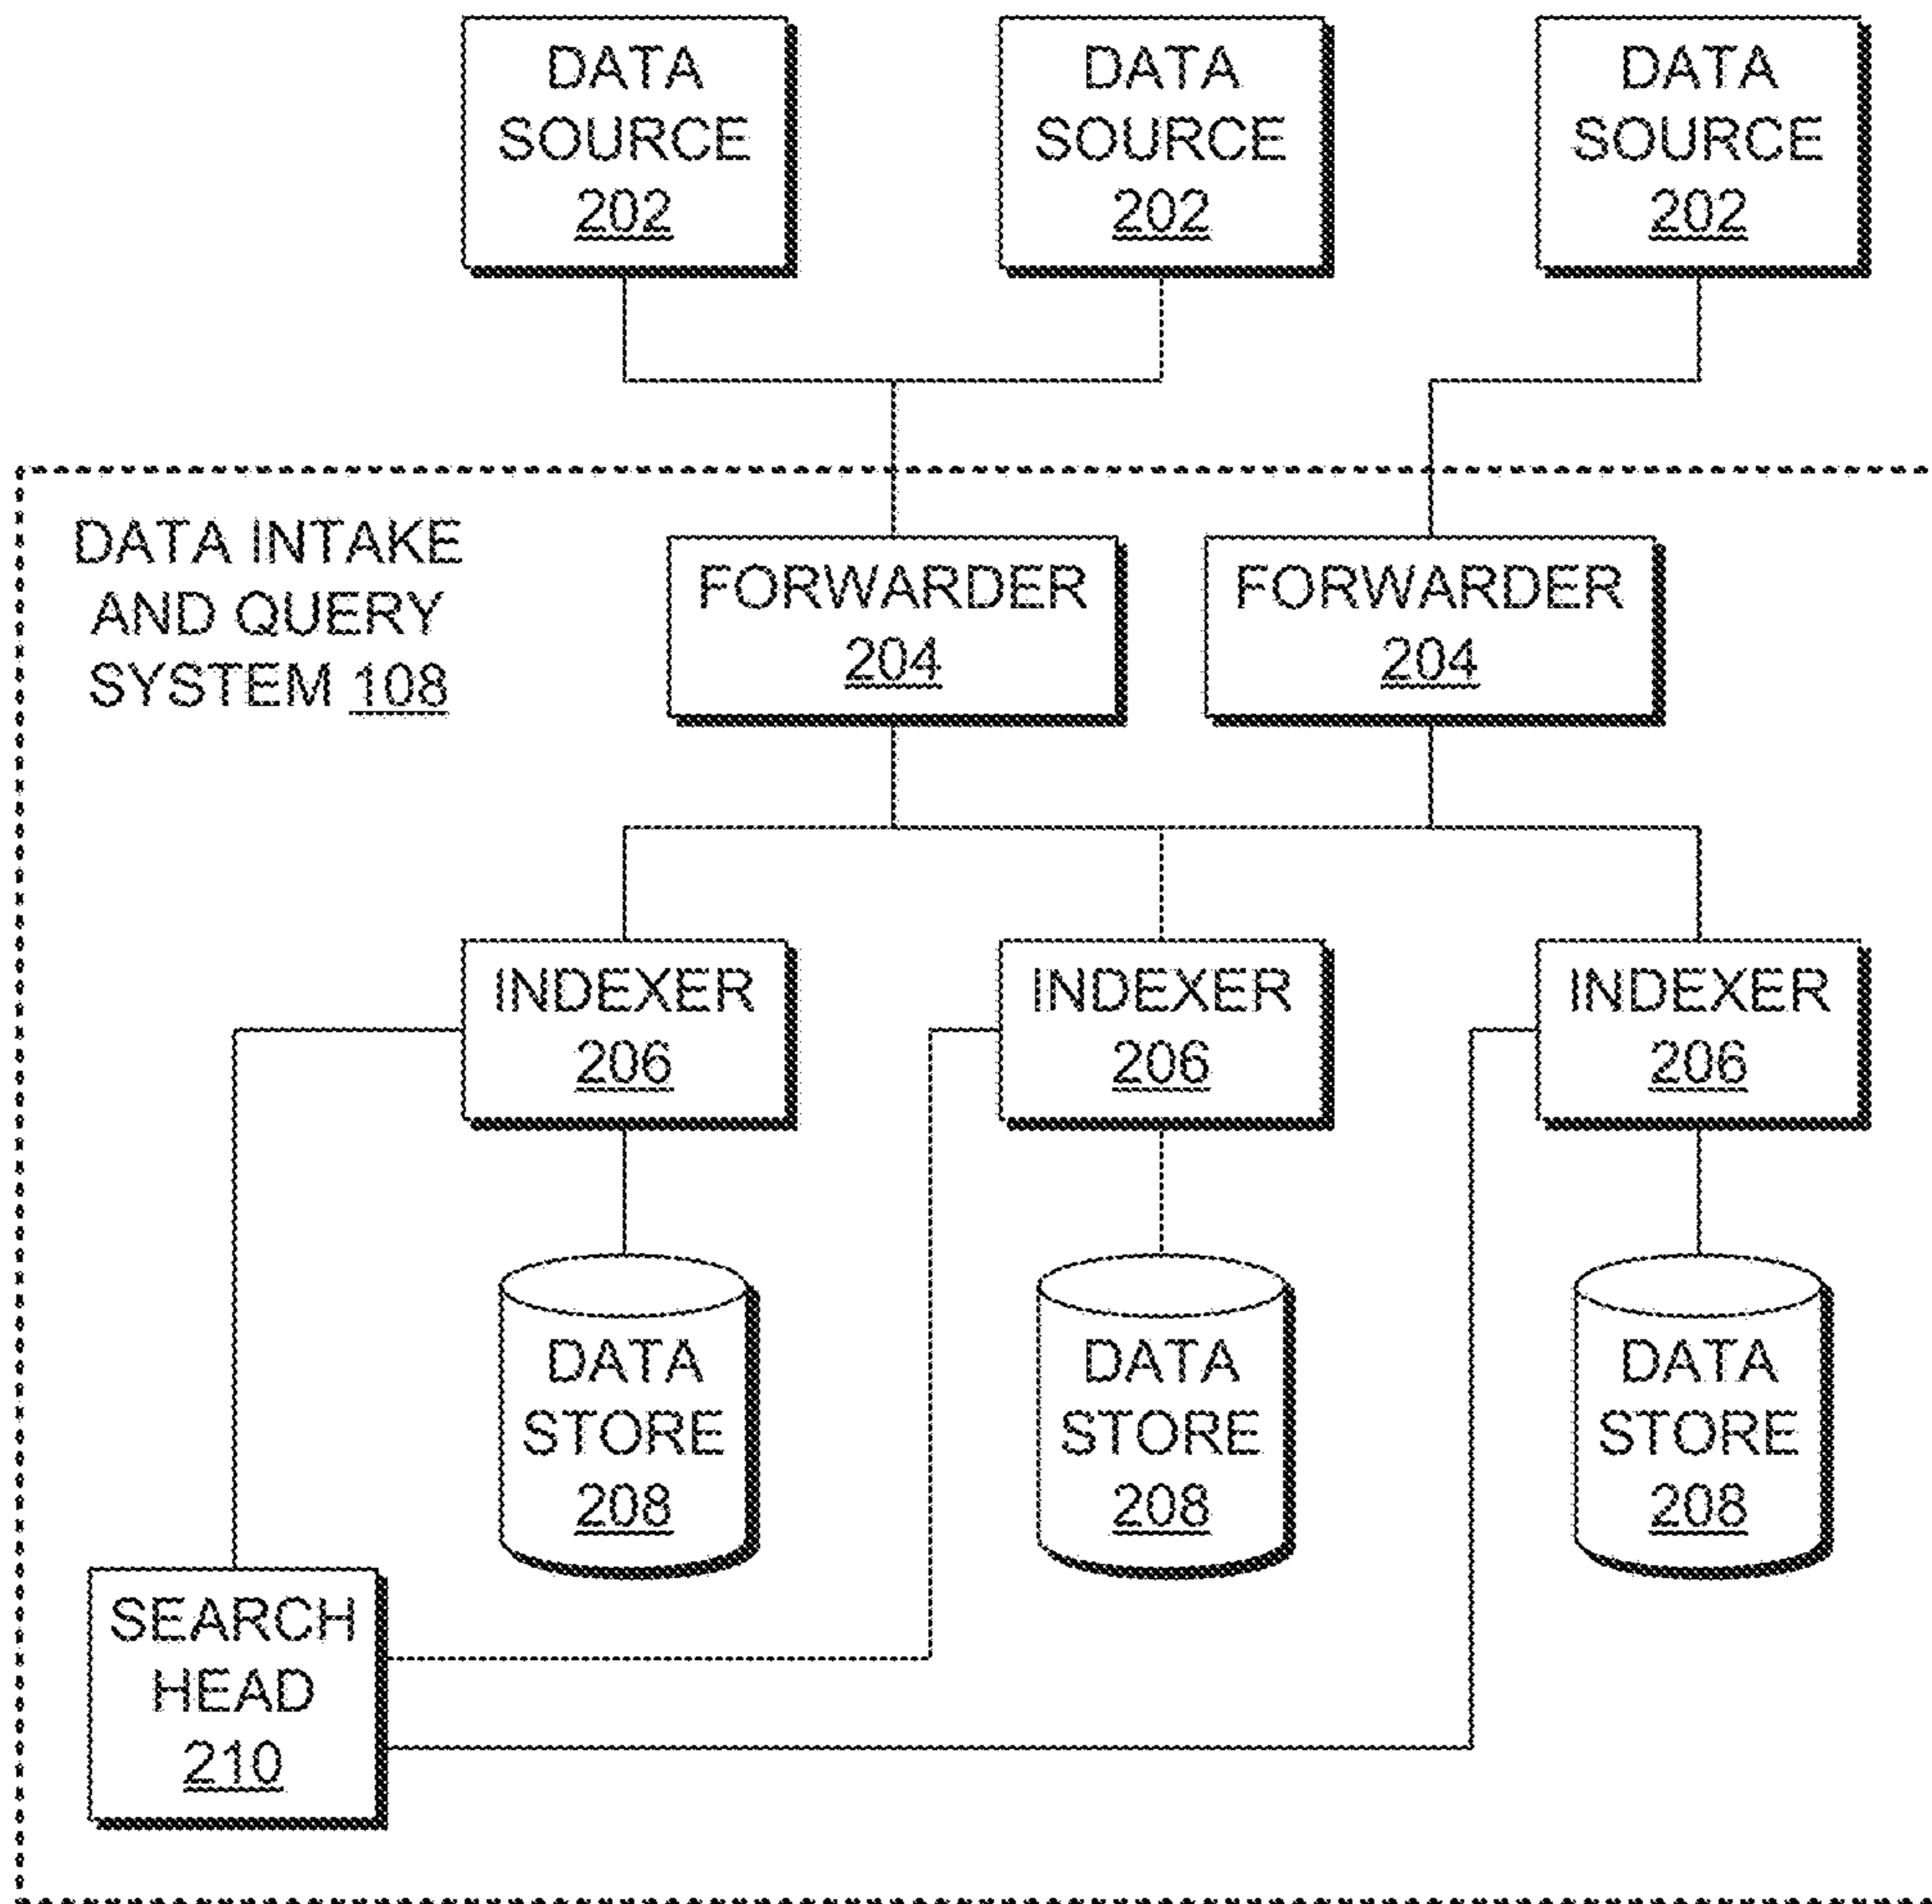 DATA
SOURCE
202
DATA
SOURCE
202
DATA
SOURCE
202
DATA INTAKE
AND QUERY
SYSTEM 108
FORWARDER
204
FORWARDER
204
INDEXER
206
INDEXER
206
INDEXER
206
DATA
STORE
208
DATA
STORE
208
DATA
STORE
208
SEARCH
HEAD
210